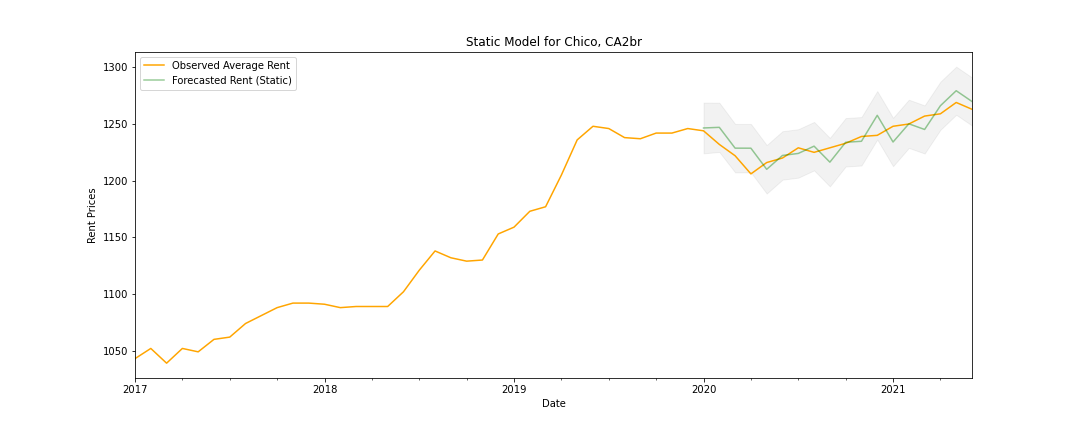 Static Model for Chico, CA2br
Observed Average Rent
Forecasted Rent (Static)
Rent Prices
1300
1250
1200
1150
1100
1050
2017 2018 2019 2020 2021
Date